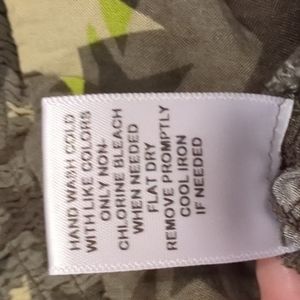 HAND WASH COLD
WITH LIKE COLORS
ONLY NON-
CHLORINE BLEACH
WHEN NEEDED
FLAT DRY
REMOVE PROMPTLY
COOL IRON
IF NEEDED